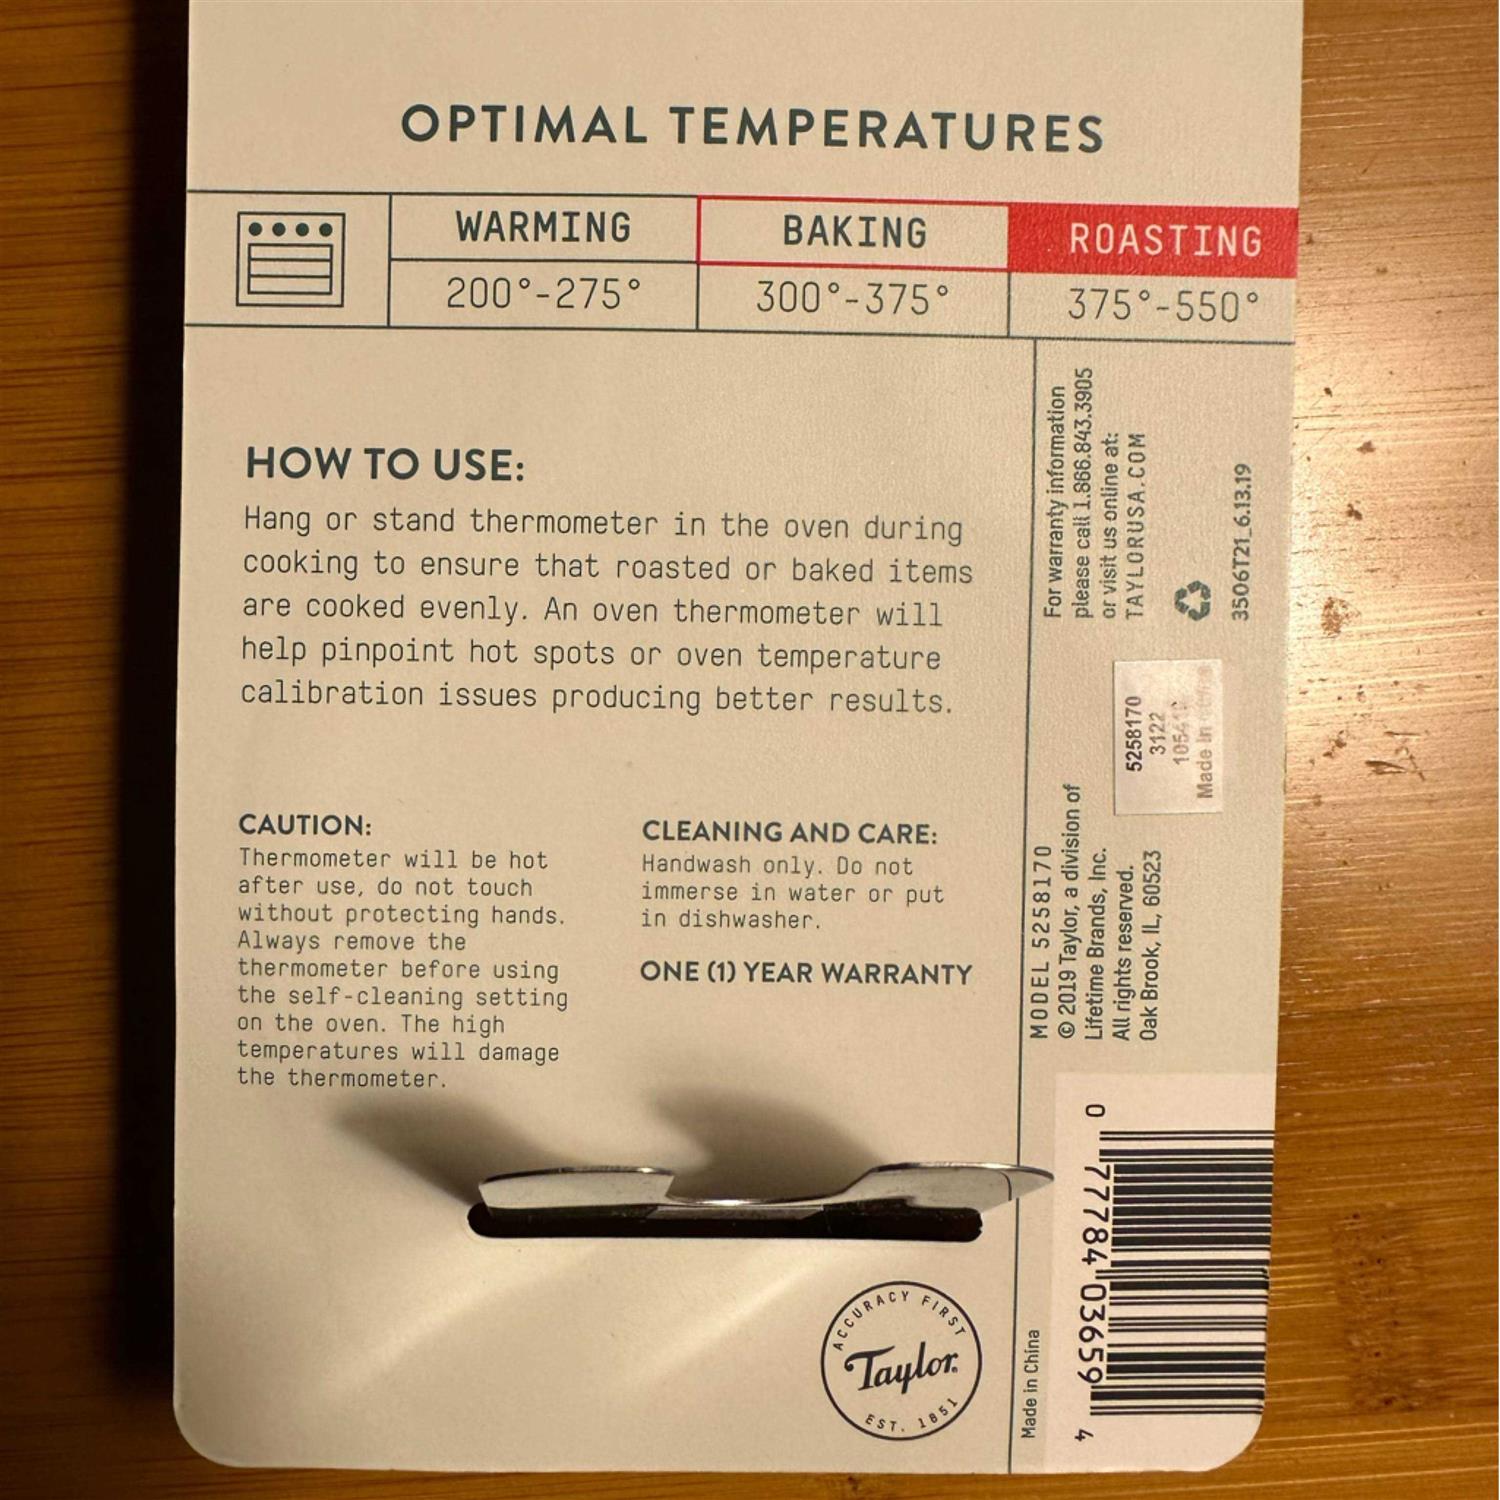 OPTIMAL TEMPERATURES
WARMING
BAKING
ROASTING
200°-275°
300°-375°
375°-550°
HOW TO USE:
Hang or stand thermometer in the oven during
cooking to ensure that roasted or baked items
are cooked evenly. An oven thermometer will
help pinpoint hot spots or oven temperature
calibration issues producing better results.
CAUTION:
Thermometer will be hot
after use, do not touch
without protecting hands.
Always remove the
thermometer before using
the self-cleaning setting
on the oven. The high
temperatures will damage
the thermometer.
CLEANING AND CARE:
Handwash only. Do not
immerse in water or put
in dishwasher.
ONE (1) YEAR WARRANTY
For warranty information
please call 1.866.843.3905
or visit us online at:
TAYLORUSA.COM
3506T21_6.13.19
5258170
3122
Made in
MODEL 5258170
© 2019 Taylor, a division of
Lifetime Brands, Inc.
All rights reserved.
Oak Brook, IL, 60523
Made in China
0 77784 03659 4
ACCURACY FIRST
Taylor.
EST. 1851